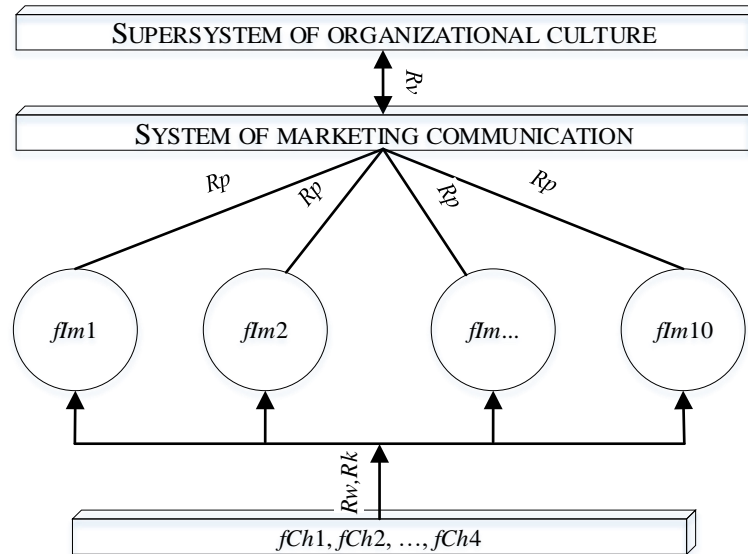 SUPERSYSTEM OF ORGANIZATIONAL CULTURE
Rv
SYSTEM OF MARKETING COMMUNICATION
Rp
Rp
Rp
Rp
fIm1
fIm2
fIm...
fIm10
Rw,Rk
fCh1, fCh2, …, fCh4